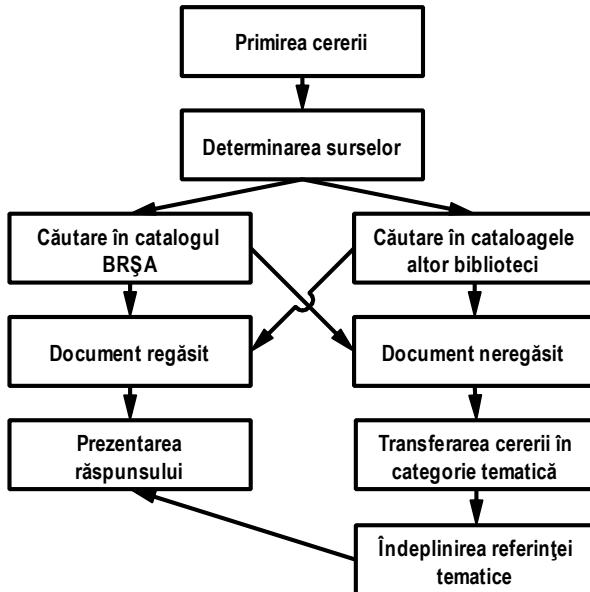 Primirea cererii
Determinarea surselor
Căutare în catalogul
BRŞA
Căutare în cataloagele
altor biblioteci
Document regăsit
Document neregăsit
Prezentarea
răspunsului
Transferarea cererii în
categorie tematică
Îndeplinirea referinţei
tematice